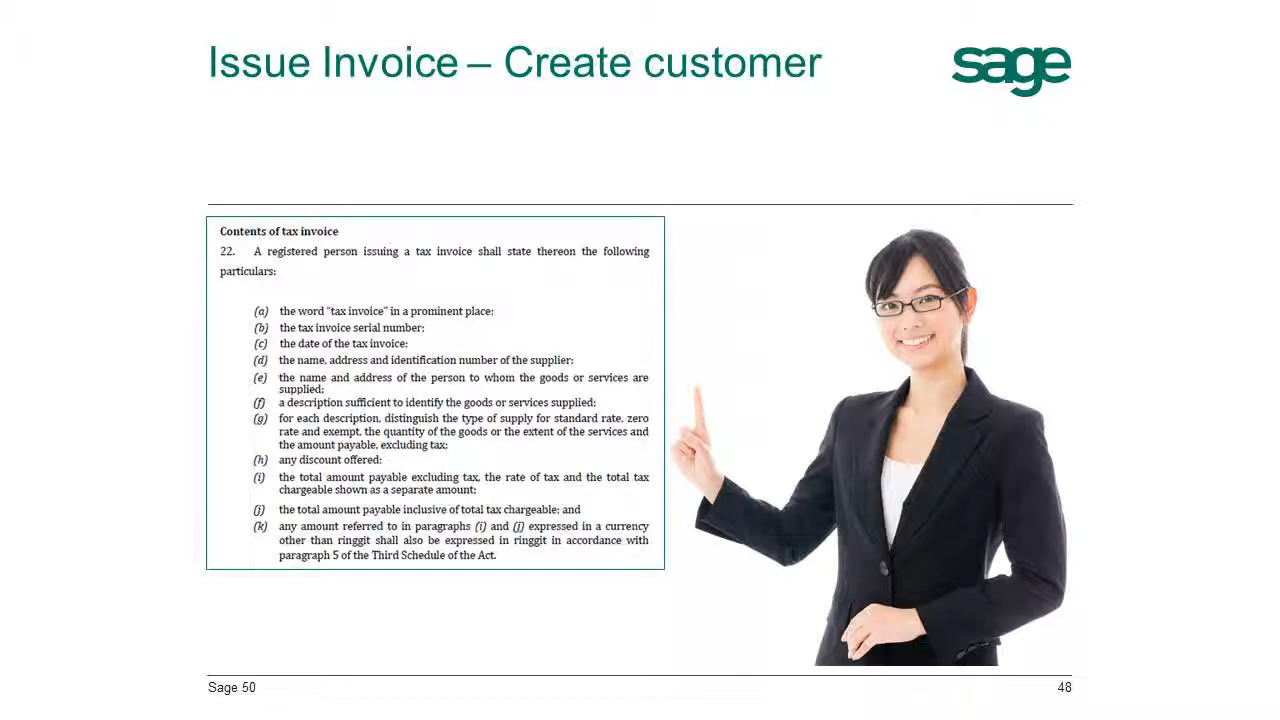 Issue Invoice – Create customer
sage
Contents of tax invoice
22. A registered person issuing a tax invoice shall state thereon the following
particulars:
(a) the word "tax invoice" in a prominent place;
(b) the tax invoice serial number;
(c) the date of the tax invoice;
(d) the name, address and identification number of the supplier;
(e) the name and address of the person to whom the goods or services are
supplied;
(f) a description sufficient to identify the goods or services supplied;
(g) for each description, distinguish the type of supply for standard rate, zero
rate and exempt, the quantity of the goods or the extent of the services and
the amount payable, excluding tax;
(h) any discount offered;
(i) the total amount payable excluding tax, the rate of tax and the total tax
chargeable shown as a separate amount;
(j) the total amount payable inclusive of total tax chargeable; and
(k) any amount referred to in paragraphs (i) and (j) expressed in a currency
other than ringgit shall also be expressed in ringgit in accordance with
paragraph 5 of the Third Schedule of the Act.
Sage 50
48